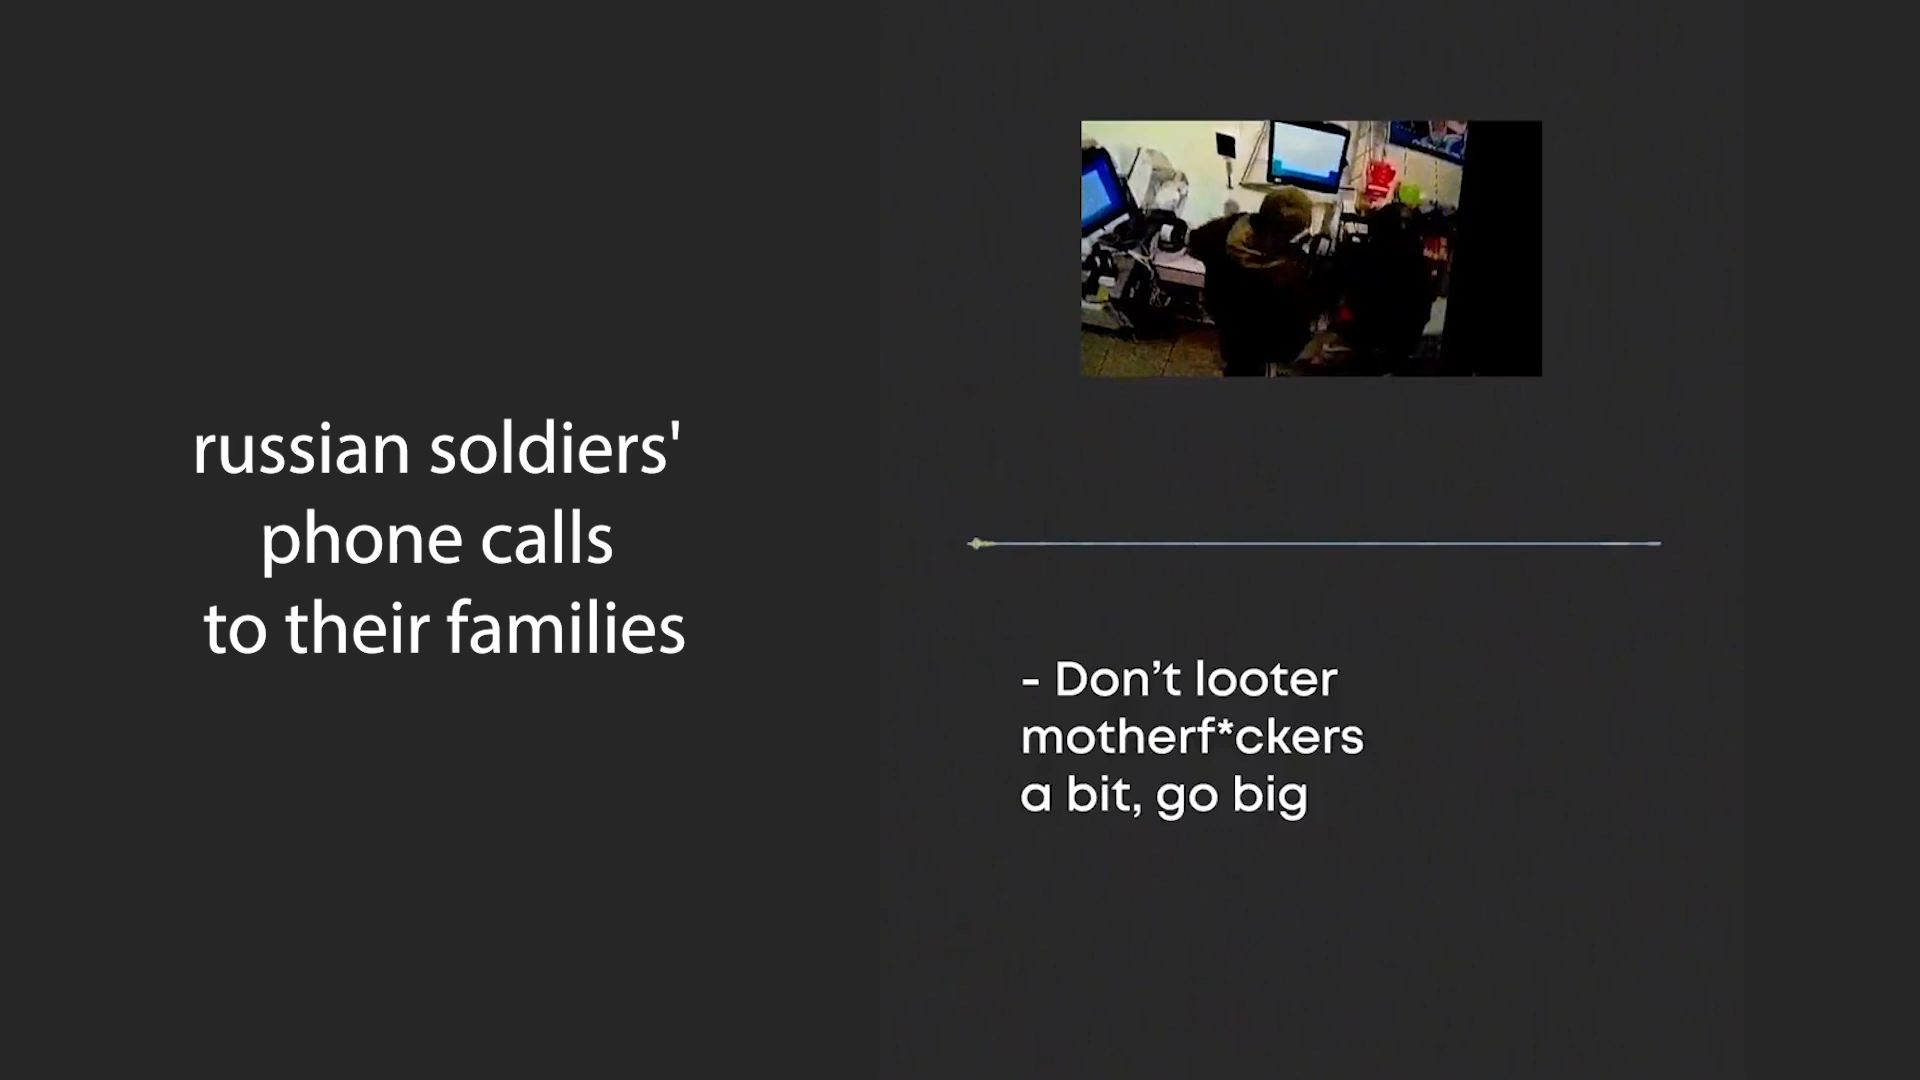 russian soldiers'
phone calls
to their families
- Don't looter
motherf*ckers
a bit, go big